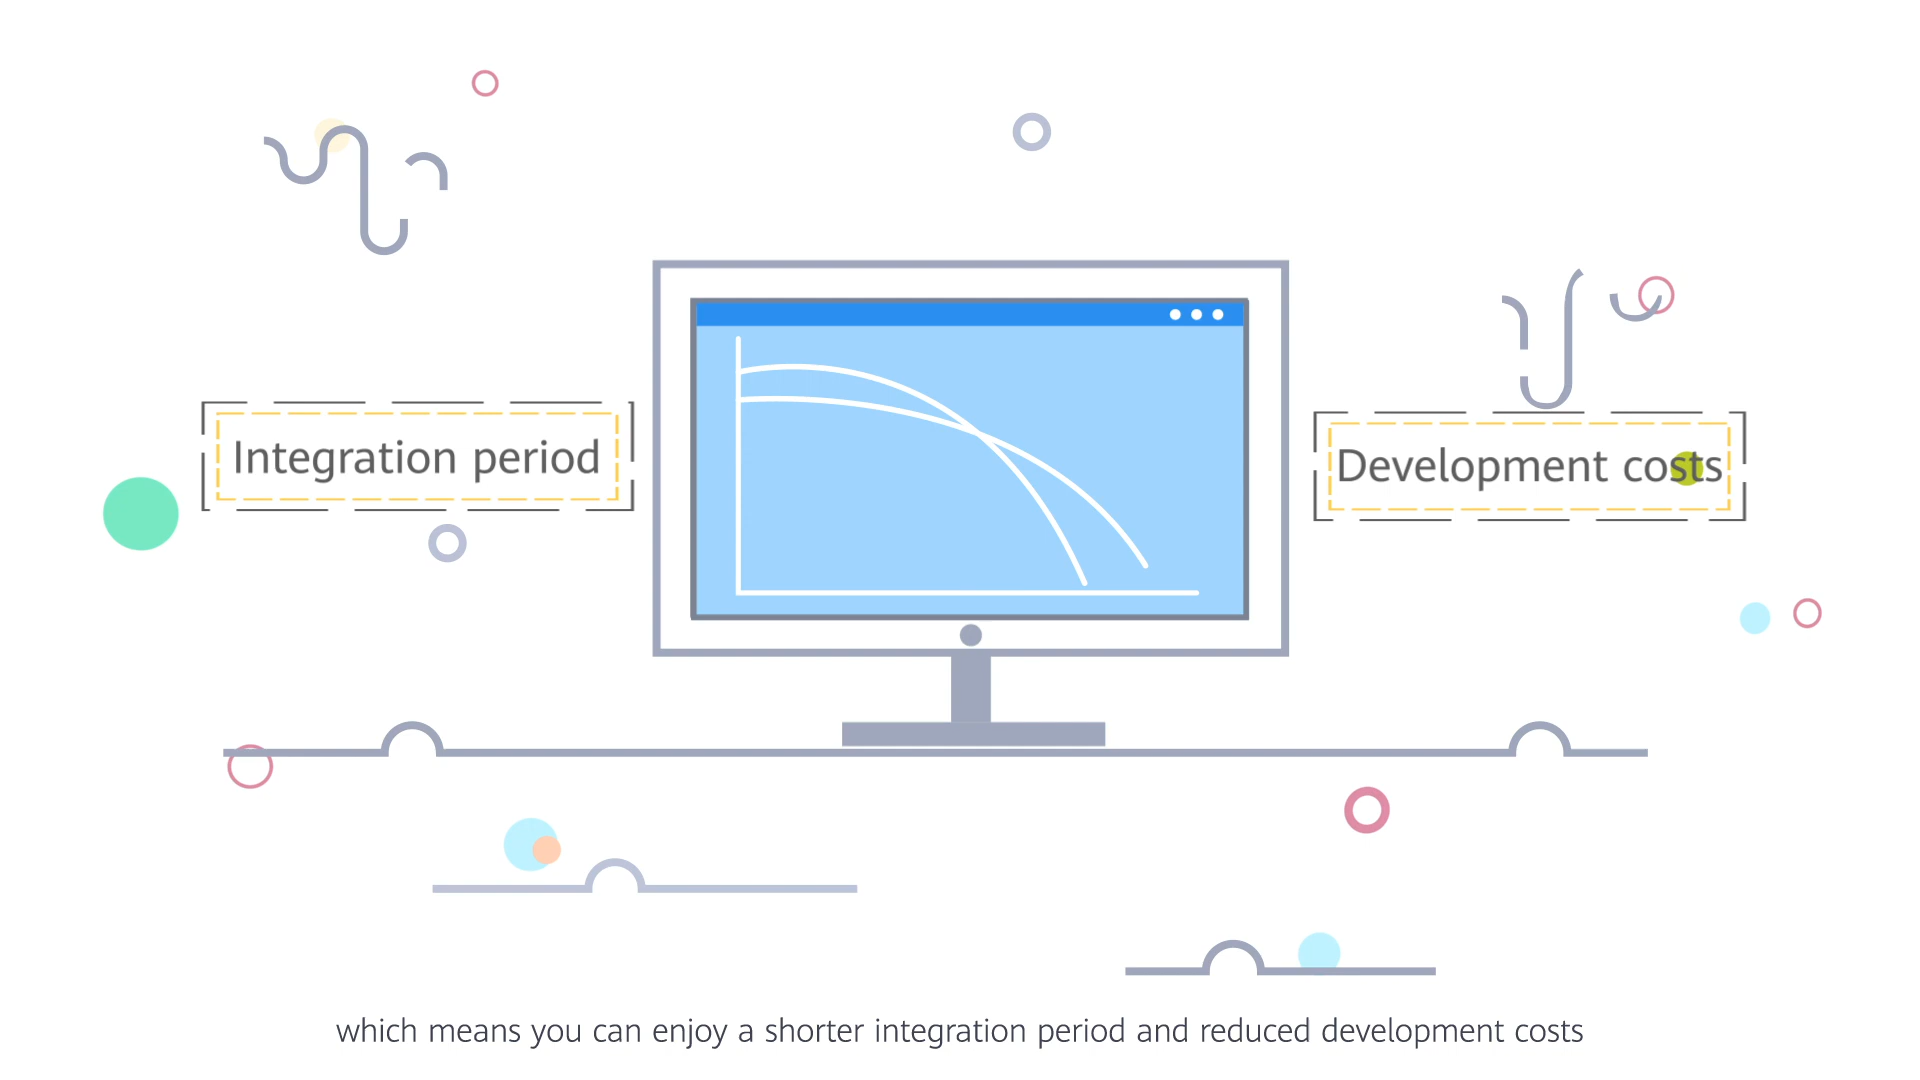 Integration period
Development costs
which means you can enjoy a shorter integration period and reduced development costs